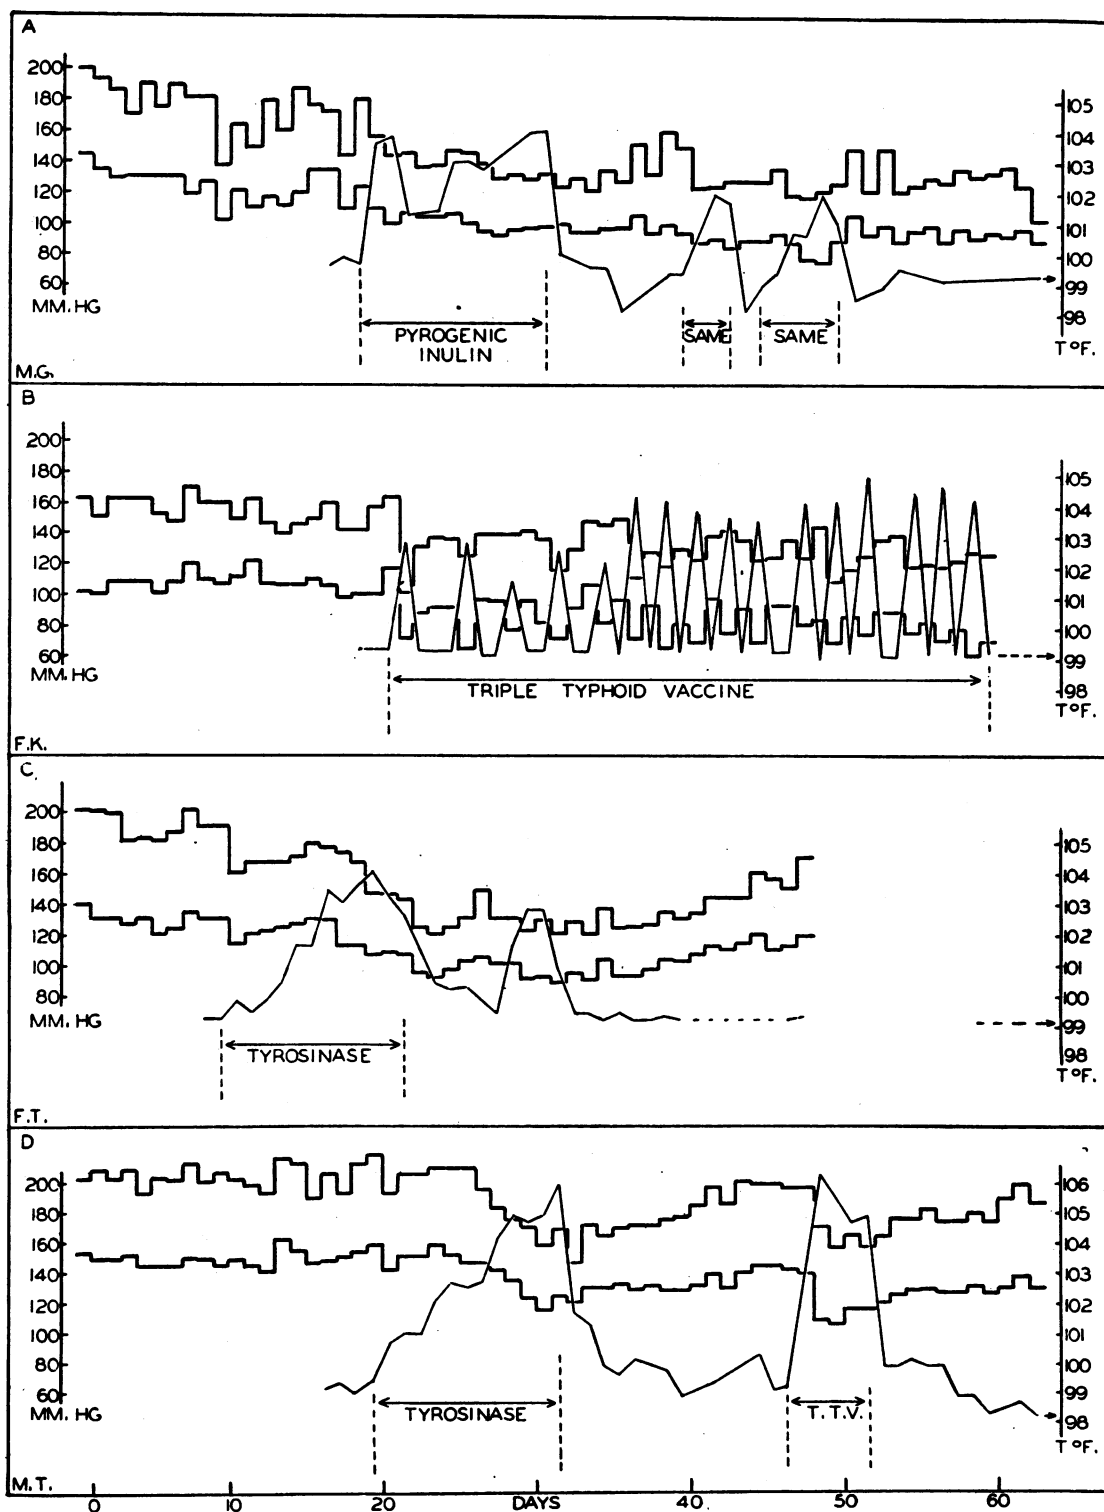 A
200
180
160
140
120
100
80
60
MM. HG
105
104
103
102
101
100
99
98
T °F.
PYROGENIC
INULIN
SAME
SAME
M.G.
B
200
180
160
140
120
100
80
60
MM. HG
105
104
103
102
101
100
99
98
T °F.
TRIPLE TYPHOID VACCINE
F.K.
C
200
180
160
140
120
100
80
MM. HG
105
104
103
102
101
100
99
98
T °F.
TYROSINASE
F.T.
D
200
180
160
140
120
100
80
60
MM. HG
106
105
104
103
102
101
100
99
98
T °F.
TYROSINASE
T. T.V.
M.T.
0 10 20 DAYS 40 50 60